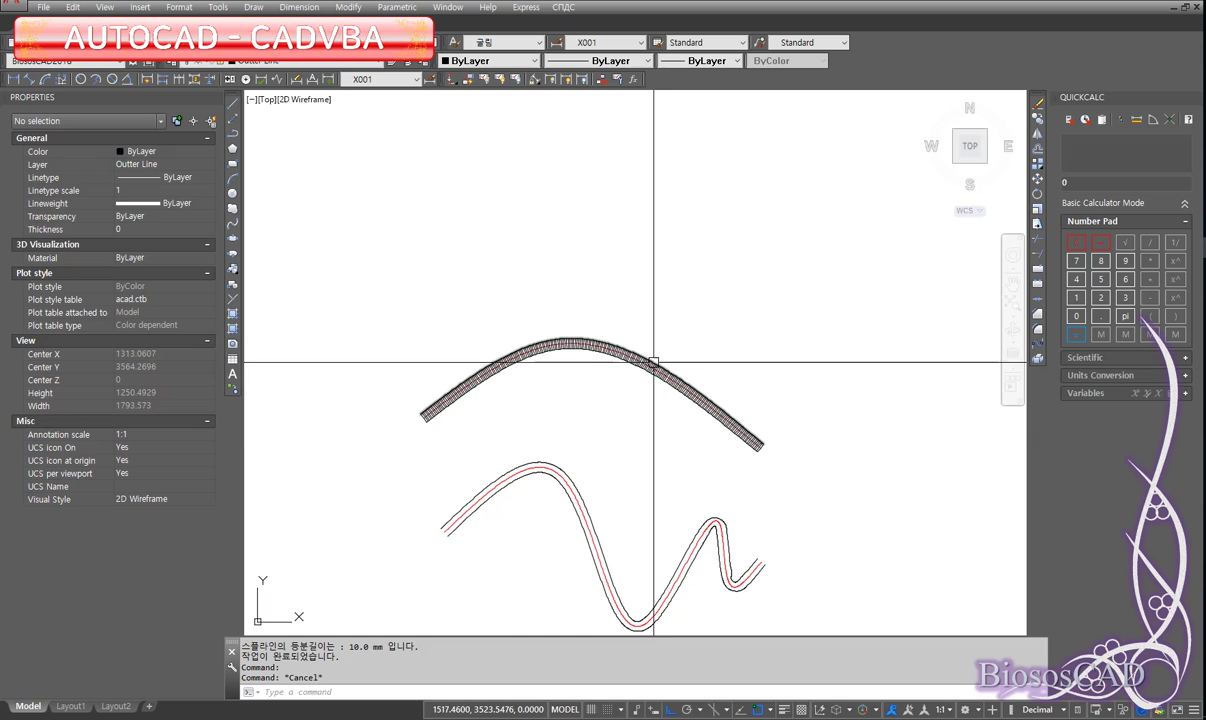 File Edit View Insert Format Tools Draw Dimension Modify Parametric Window Help Express СПДС
AUTOCAD - CADVBA
굴림 X001 Standard Standard
Outter Line ByLayer ByLayer ByLayer ByColor
X001
PROPERTIES
[−][Top][2D Wireframe]
QUICKCALC
No selection
General
Color ByLayer
Layer Outter Line
Linetype ByLayer
Linetype scale 1
Lineweight ByLayer
Transparency ByLayer
Thickness 0
3D Visualization
Material ByLayer
Plot style
Plot style ByColor
Plot style table acad.ctb
Plot table attached to Model
Plot table type Color dependent
View
Center X 1313.0607
Center Y 3564.2696
Center Z 0
Height 1250.4929
Width 1793.573
Misc
Annotation scale 1:1
UCS icon On Yes
UCS icon at origin Yes
UCS per viewport Yes
UCS Name
Visual Style 2D Wireframe
N
W TOP E
S
WCS
0
Basic Calculator Mode
Number Pad
√ / 1/
7 8 9 * x^
4 5 6 + x^
1 2 3 - x^
0 . pi ( )
= M M M M
Scientific
Units Conversion
Variables
Y
X
스플라인의 등분길이는 : 10.0 mm 입니다.
작업이 완료되었습니다.
Command:
Command: *Cancel*
Type a command
BiososCAD
Model Layout1 Layout2 +
1517.4600, 3523.5476, 0.0000 MODEL 1:1 Decimal